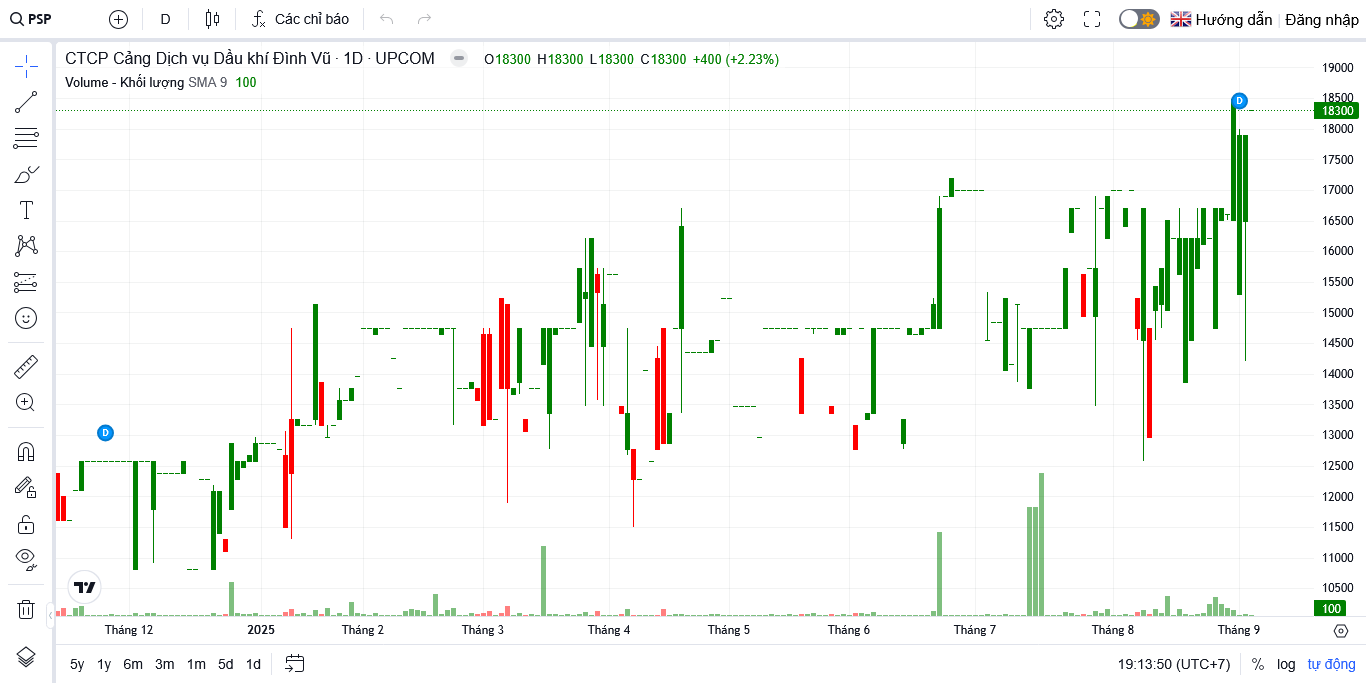 PSP D Các chỉ báo Hướng dẫn Đăng nhập
CTCP Cảng Dịch vụ Dầu khí Đình Vũ · 1D · UPCOM O18300 H18300 L18300 C18300 +400 (+2.23%)
Volume - Khối lượng SMA 9 100
19000
18500
D
18300
18000
17500
17000
16500
16000
15500
15000
14500
14000
13500
D
13000
12500
12000
11500
11000
10500
100
Tháng 12 2025 Tháng 2 Tháng 3 Tháng 4 Tháng 5 Tháng 6 Tháng 7 Tháng 8 Tháng 9
5y 1y 6m 3m 1m 5d 1d 19:13:50 (UTC+7) % log tự động